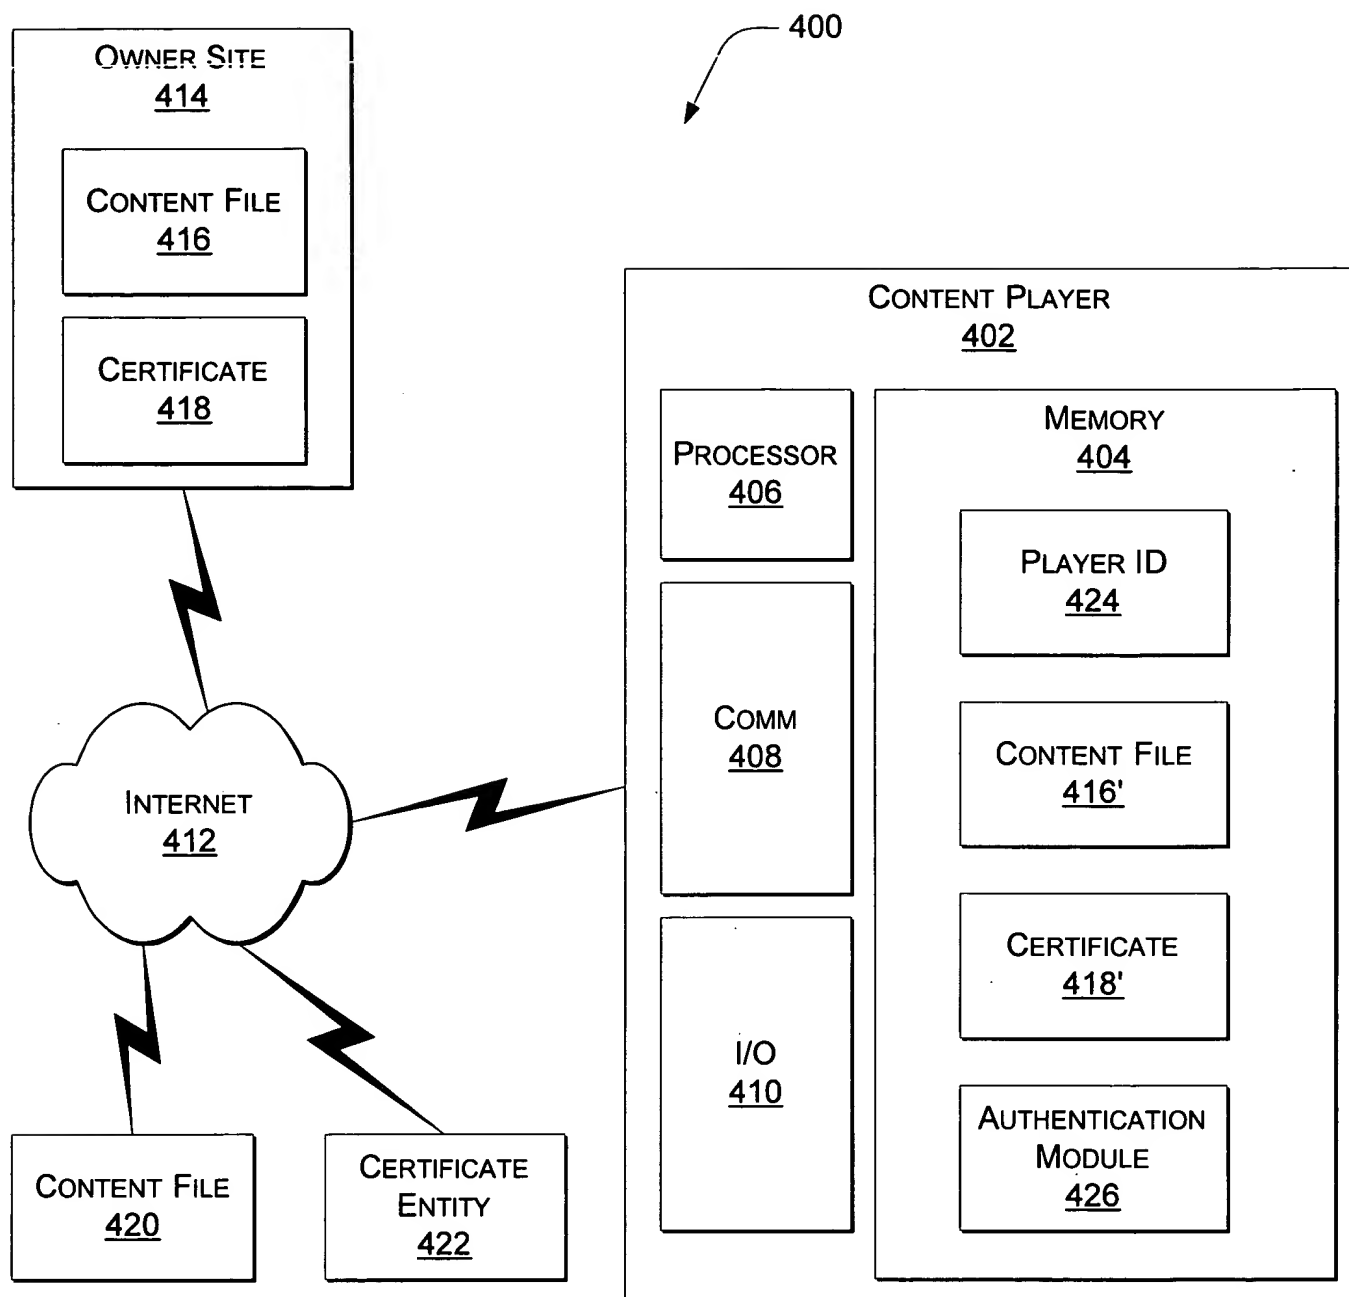 400
OWNER SITE
414
CONTENT FILE
416
CERTIFICATE
418
CONTENT PLAYER
402
PROCESSOR
406
COMM
408
I/O
410
MEMORY
404
PLAYER ID
424
CONTENT FILE
416'
CERTIFICATE
418'
AUTHENTICATION
MODULE
426
INTERNET
412
CONTENT FILE
420
CERTIFICATE
ENTITY
422